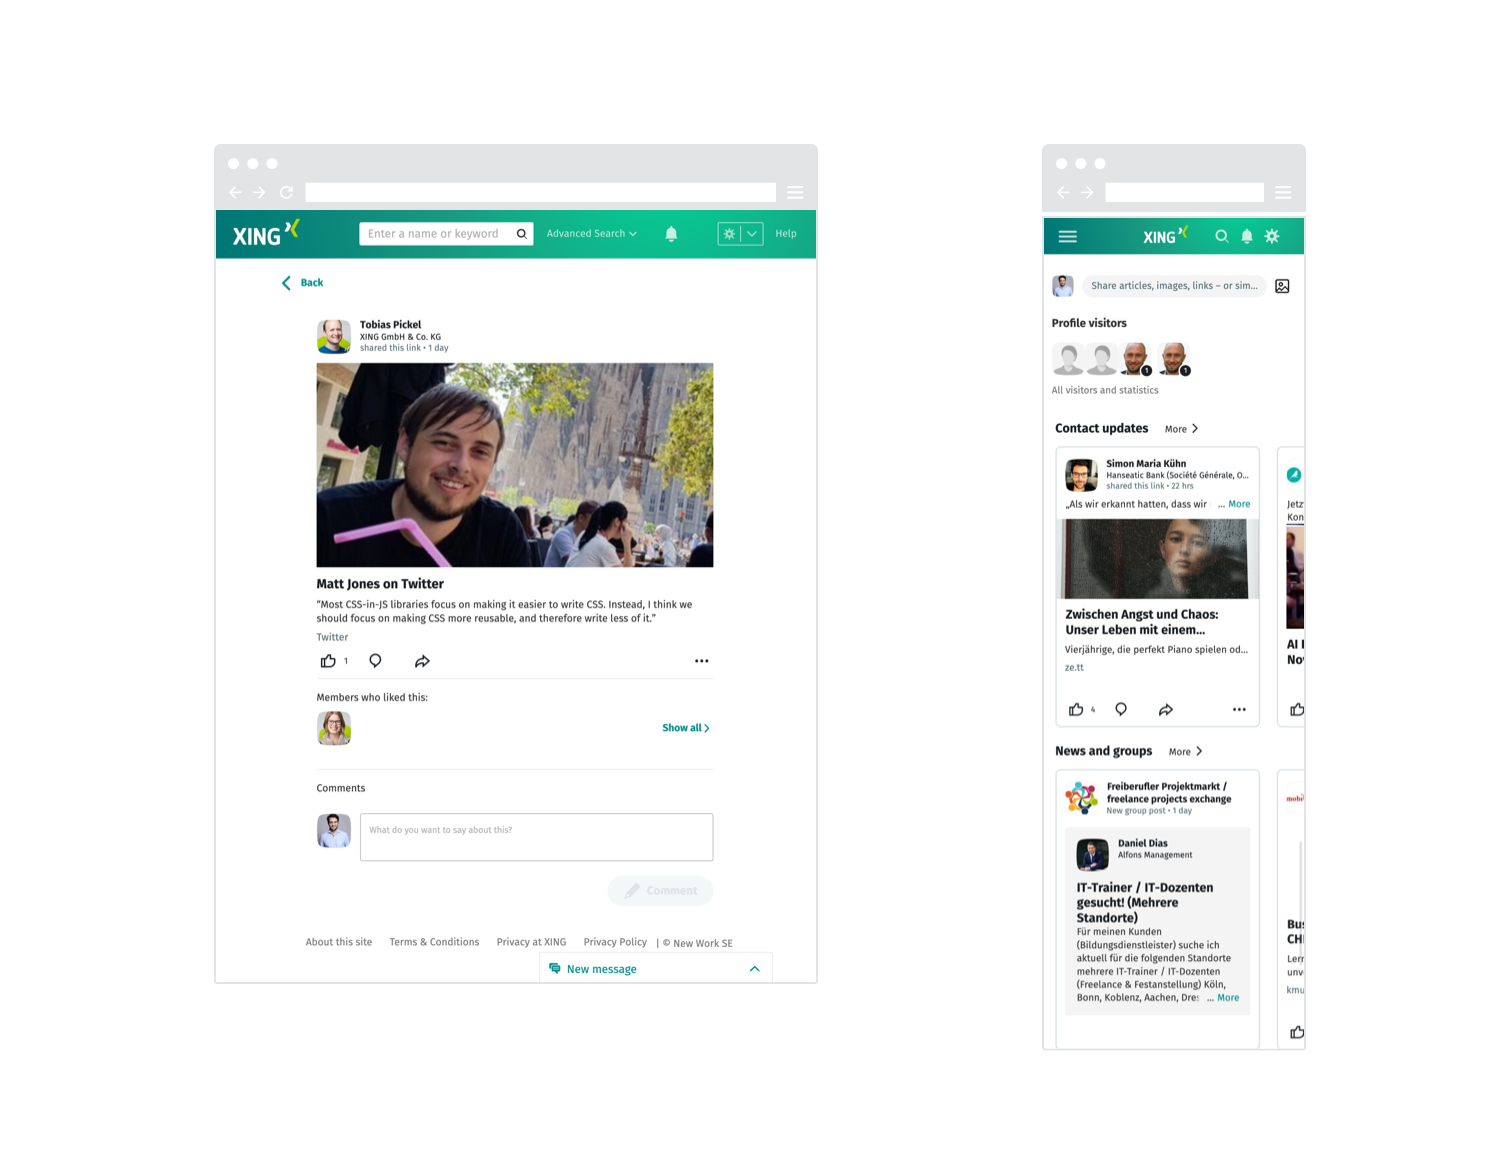 XING
Enter a name or keyword
Advanced Search
Help
Back
Tobias Pickel
XING GmbH & Co. KG
shared this link • 1 day
Matt Jones on Twitter
“Most CSS-in-JS libraries focus on making it easier to write CSS. Instead, I think we
should focus on making CSS more reusable, and therefore write less of it.”
Twitter
1
Members who liked this:
Show all
Comments
What do you want to say about this?
Comment
About this site Terms & Conditions Privacy at XING Privacy Policy | © New Work SE
New message
XING
Share articles, images, links – or sim...
Profile visitors
1 1
All visitors and statistics
Contact updates More
Simon Maria Kühn
Hanseatic Bank (Société Générale, O...
shared this link • 22 hrs
„Als wir erkannt hatten, dass wir ... More
Zwischen Angst und Chaos:
Unser Leben mit einem...
Vierjährige, die perfekt Piano spielen od...
ze.tt
4
Jetz
Kon
AI
No
News and groups More
Freiberufler Projektmarkt /
freelance projects exchange
New group post • 1 day
Daniel Dias
Alfons Management
IT-Trainer / IT-Dozenten
gesucht! (Mehrere
Standorte)
Für meinen Kunden
(Bildungsdienstleister) suche ich
aktuell für die folgenden Standorte
mehrere IT-Trainer / IT-Dozenten
(Freelance & Festanstellung) Köln,
Bonn, Koblenz, Aachen, Dres ... More
mobi
Bus
CHI
Lerr
unv
kmu